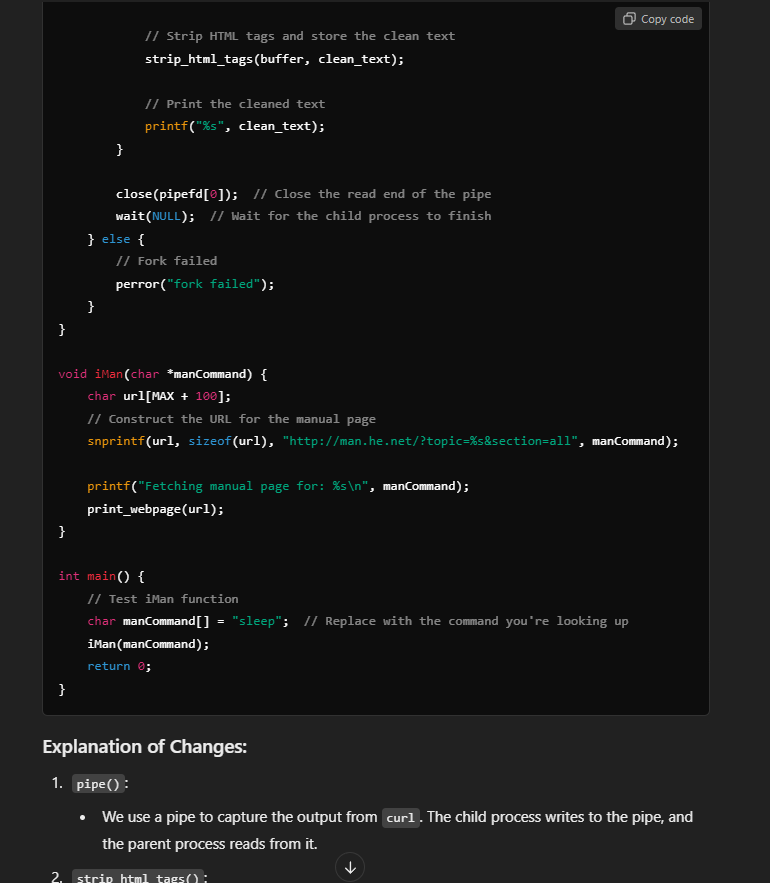 Copy code
// Strip HTML tags and store the clean text
strip_html_tags(buffer, clean_text);
// Print the cleaned text
printf("%s", clean_text);
}
close(pipefd[0]);  // Close the read end of the pipe
wait(NULL);  // Wait for the child process to finish
} else {
// Fork failed
perror("fork failed");
}
}
void iMan(char *manCommand) {
char url[MAX + 100];
// Construct the URL for the manual page
snprintf(url, sizeof(url), "http://man.he.net/?topic=%s&section=all", manCommand);
printf("Fetching manual page for: %s\n", manCommand);
print_webpage(url);
}
int main() {
// Test iMan function
char manCommand[] = "sleep";  // Replace with the command you're looking up
iMan(manCommand);
return 0;
}
Explanation of Changes:
1. pipe():
• We use a pipe to capture the output from curl. The child process writes to the pipe, and
the parent process reads from it.
2. strip_html_tags():